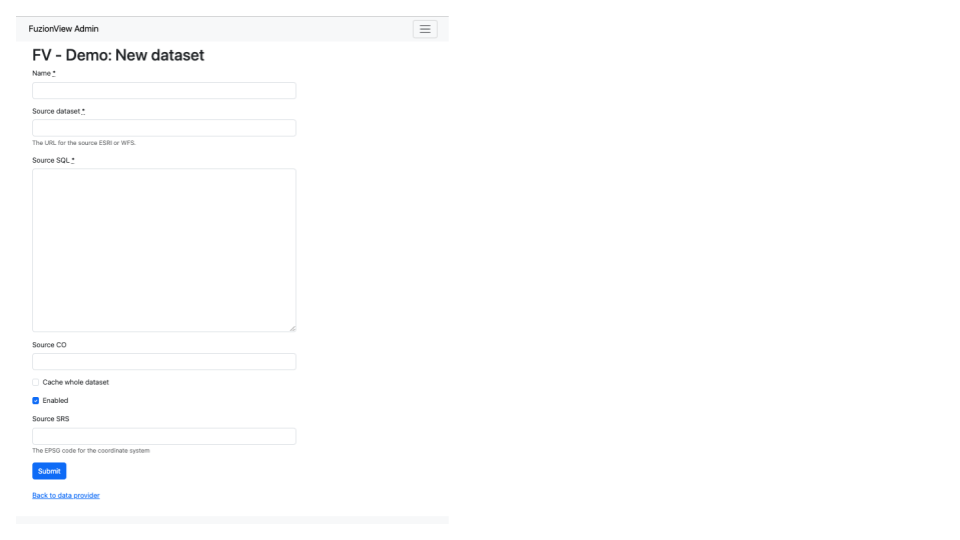 FuzionView Admin
FV - Demo: New dataset
Name *
Source dataset *
The URL for the source ESRI or WFS.
Source SQL *
Source CO
Cache whole dataset
Enabled
Source SRS
The EPSG code for the coordinate system
Submit
Back to data provider